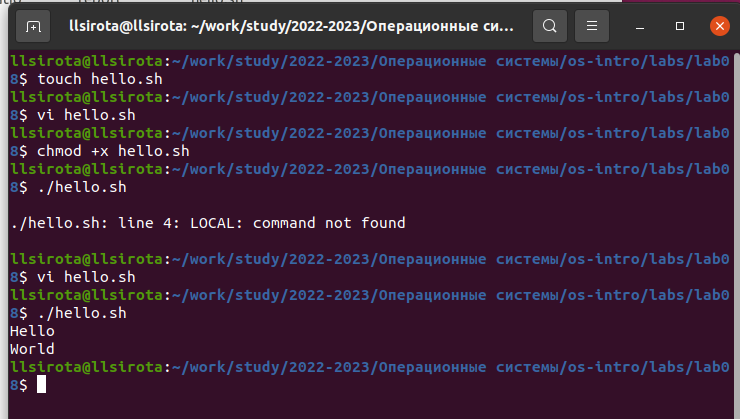 llsirota@llsirota: ~/work/study/2022-2023/Операционные си...
llsirota@llsirota:~/work/study/2022-2023/Операционные системы/os-intro/labs/lab0
8$ touch hello.sh
llsirota@llsirota:~/work/study/2022-2023/Операционные системы/os-intro/labs/lab0
8$ vi hello.sh
llsirota@llsirota:~/work/study/2022-2023/Операционные системы/os-intro/labs/lab0
8$ chmod +x hello.sh
llsirota@llsirota:~/work/study/2022-2023/Операционные системы/os-intro/labs/lab0
8$ ./hello.sh
./hello.sh: line 4: LOCAL: command not found
llsirota@llsirota:~/work/study/2022-2023/Операционные системы/os-intro/labs/lab0
8$ vi hello.sh
llsirota@llsirota:~/work/study/2022-2023/Операционные системы/os-intro/labs/lab0
8$ ./hello.sh
Hello
World
llsirota@llsirota:~/work/study/2022-2023/Операционные системы/os-intro/labs/lab0
8$